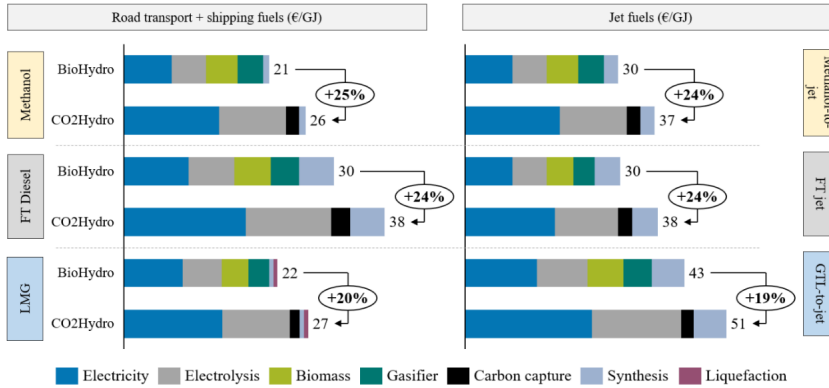 Road transport + shipping fuels (€/GJ)
Jet fuels (€/GJ)
Methanol
BioHydro
21
+25%
CO2Hydro
26
30
+24%
37
jet
FT Diesel
BioHydro
30
+24%
CO2Hydro
38
30
+24%
38
FT jet
LMG
BioHydro
22
+20%
CO2Hydro
27
43
+19%
51
GTL-to-jet
Electricity
Electrolysis
Biomass
Gasifier
Carbon capture
Synthesis
Liquefaction